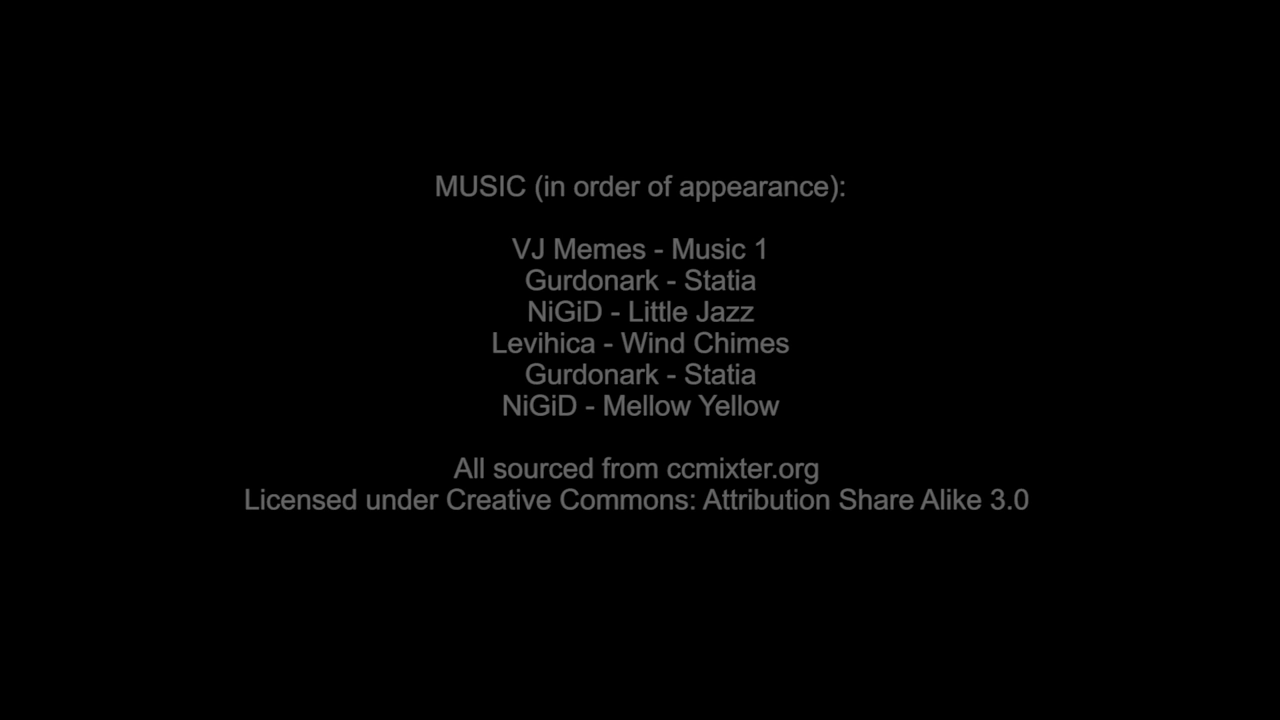 MUSIC (in order of appearance):
VJ Memes - Music 1
Gurdonark - Statia
NiGiD - Little Jazz
Levihica - Wind Chimes
Gurdonark - Statia
NiGiD - Mellow Yellow
All sourced from ccmixter.org
Licensed under Creative Commons: Attribution Share Alike 3.0